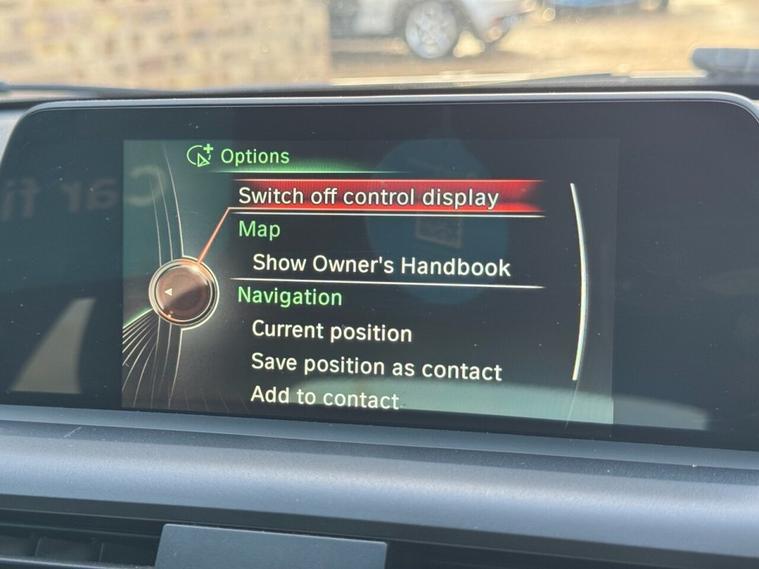 Options
Switch off control display
Map
Show Owner's Handbook
Navigation
Current position
Save position as contact
Add to contact